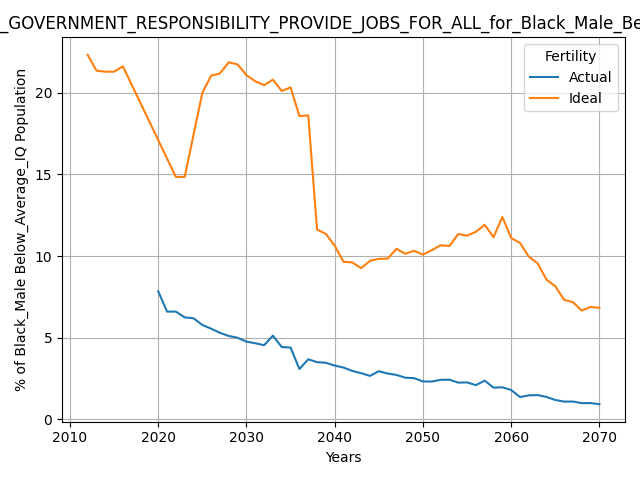 _GOVERNMENT_RESPONSIBILITY_PROVIDE_JOBS_FOR_ALL_for_Black_Male_Be
Fertility
Actual
Ideal
% of Black_Male Below_Average_IQ Population
20
15
10
5
0
2010 2020 2030 2040 2050 2060 2070
Years